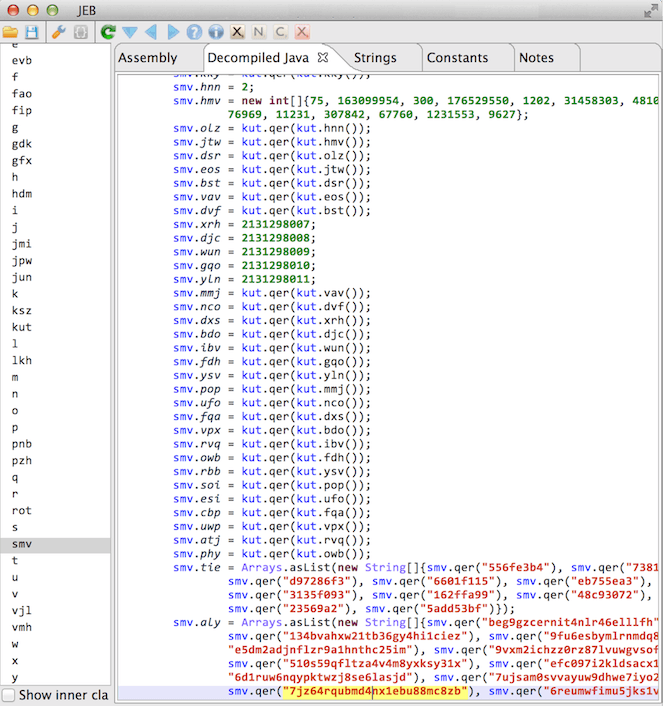 JEB
X N C X
e
evb
f
fao
fip
g
gdk
gfx
h
hdm
i
j
jmi
jpw
jun
k
ksz
kut
l
lkh
m
n
o
p
pnb
pzh
q
r
rot
s
smv
t
u
v
vjl
vmh
w
x
y
Show inner cla
Assembly Decompiled Java Strings Constants Notes
smv.kky = kut.qer(kut.kky());
smv.hnn = 2;
smv.hmv = new int[]{75, 163099954, 300, 176529550, 1202, 31458303, 4810
76969, 11231, 307842, 67760, 1231553, 9627};
smv.olz = kut.qer(kut.hnn());
smv.jtw = kut.qer(kut.hmv());
smv.dsr = kut.qer(kut.olz());
smv.eos = kut.qer(kut.jtw());
smv.bst = kut.qer(kut.dsr());
smv.vav = kut.qer(kut.eos());
smv.dvf = kut.qer(kut.bst());
smv.xrh = 2131298007;
smv.djc = 2131298008;
smv.wun = 2131298009;
smv.gqo = 2131298010;
smv.yln = 2131298011;
smv.mmj = kut.qer(kut.vav());
smv.nco = kut.qer(kut.dvf());
smv.dxs = kut.qer(kut.xrh());
smv.bdo = kut.qer(kut.djc());
smv.ibv = kut.qer(kut.wun());
smv.fdh = kut.qer(kut.gqo());
smv.ysv = kut.qer(kut.yln());
smv.pop = kut.qer(kut.mmj());
smv.ufo = kut.qer(kut.nco());
smv.fqa = kut.qer(kut.dxs());
smv.vpx = kut.qer(kut.bdo());
smv.rvq = kut.qer(kut.ibv());
smv.owb = kut.qer(kut.fdh());
smv.rbb = kut.qer(kut.ysv());
smv.soi = kut.qer(kut.pop());
smv.esi = kut.qer(kut.ufo());
smv.cbp = kut.qer(kut.fqa());
smv.uwp = kut.qer(kut.vpx());
smv.atj = kut.qer(kut.rvq());
smv.phy = kut.qer(kut.owb());
smv.tie = Arrays.asList(new String[]{smv.qer("556fe3b4"), smv.qer("7381
smv.qer("d97286f3"), smv.qer("6601f115"), smv.qer("eb755ea3"),
smv.qer("3135f093"), smv.qer("162ffa99"), smv.qer("48c93072"),
smv.qer("23569a2"), smv.qer("5add53bf")});
smv.aly = Arrays.asList(new String[]{smv.qer("beg9gzcernit4nlr46elllfh"
smv.qer("134bvahxw21tb36gy4hi1ciez"), smv.qer("9fu6esbymlrnmdq8
"e5dm2adjnflzr9a1hnthc25im"), smv.qer("9vxm2ichzz0rz87lvuwgvsof
smv.qer("510s59qfltza4v4m8yxksy31x"), smv.qer("efc097i2kldsacx1
"6d1ruw6nqypktwzj8se6lasjd"), smv.qer("7ujsam0svvayuw9dhwe7iyo2
smv.qer("7jz64rqubmd4nx1ebu88mc8zb"), smv.qer("6reumwfimu5jks1v